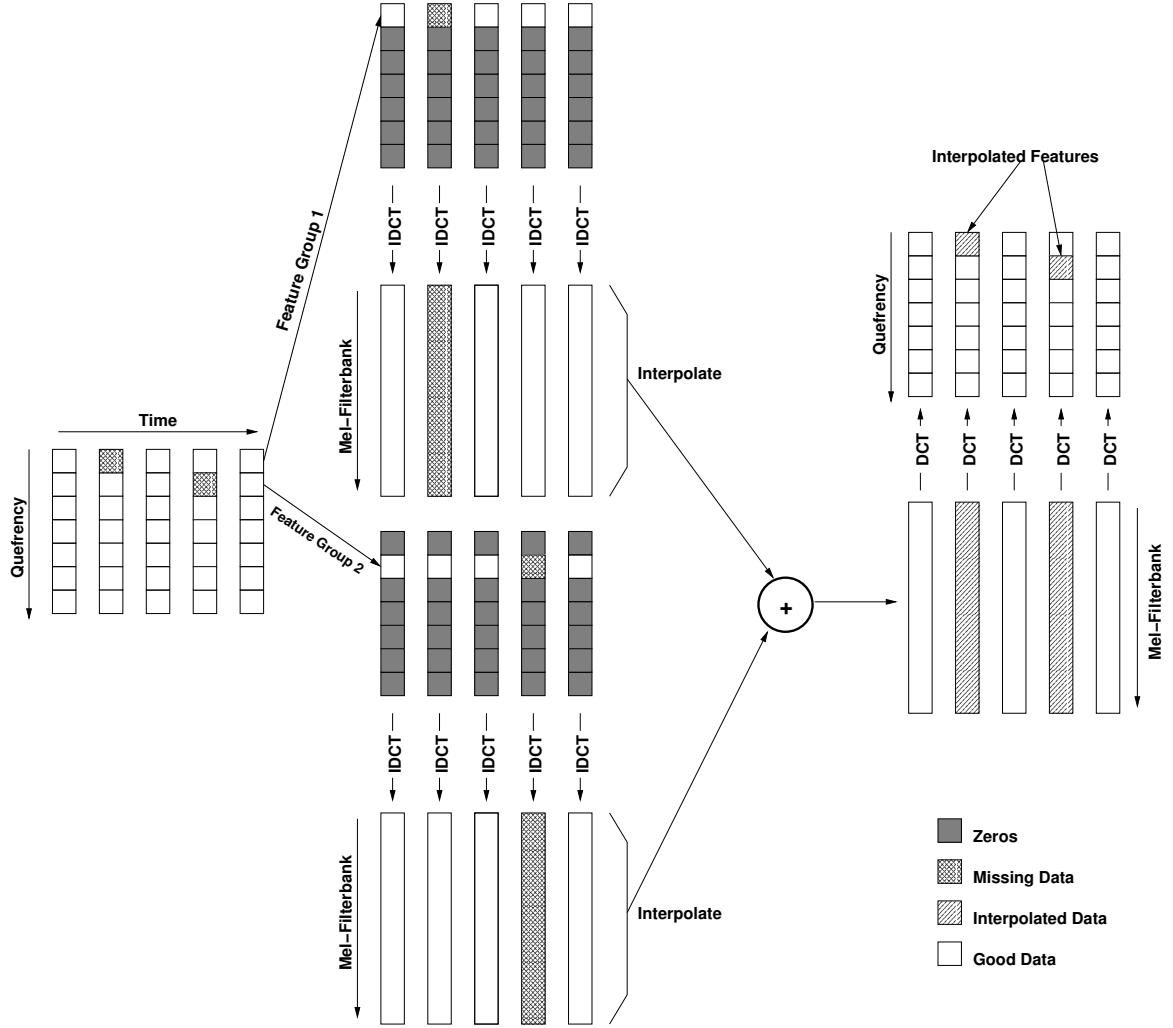 Feature Group 1
IDCT
IDCT
IDCT
IDCT
IDCT
Interpolated Features
Quefrency
Mel-Filterbank
Interpolate
DCT
DCT
DCT
DCT
DCT
Time
Quefrency
Feature Group 2
+
Mel-Filterbank
IDCT
IDCT
IDCT
IDCT
IDCT
Mel-Filterbank
Interpolate
Zeros
Missing Data
Interpolated Data
Good Data